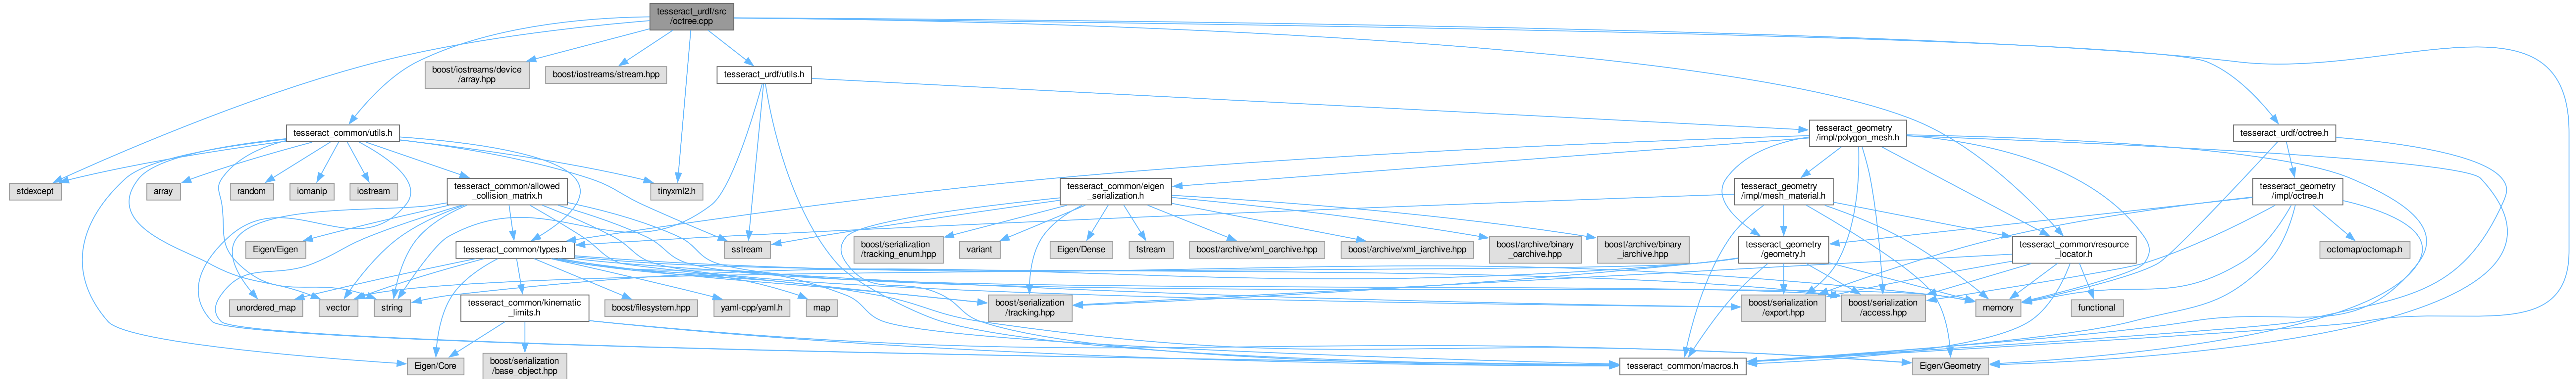 tesseract_urdf/src
/octree.cpp
boost/iostreams/device
/array.hpp
boost/iostreams/stream.hpp
tesseract_urdf/utils.h
tesseract_common/utils.h
tesseract_geometry
/impl/polygon_mesh.h
tesseract_urdf/octree.h
stdexcept
array
random
iomanip
iostream
tesseract_common/allowed
_collision_matrix.h
tinyxml2.h
tesseract_common/eigen
_serialization.h
tesseract_geometry
/impl/mesh_material.h
tesseract_geometry
/impl/octree.h
Eigen/Eigen
tesseract_common/types.h
sstream
boost/serialization
/tracking_enum.hpp
variant
Eigen/Dense
fstream
boost/archive/xml_oarchive.hpp
boost/archive/xml_iarchive.hpp
boost/archive/binary
_oarchive.hpp
boost/archive/binary
_iarchive.hpp
tesseract_geometry
/geometry.h
tesseract_common/resource
_locator.h
octomap/octomap.h
unordered_map
vector
string
tesseract_common/kinematic
_limits.h
boost/filesystem.hpp
yaml-cpp/yaml.h
map
boost/serialization
/tracking.hpp
boost/serialization
/export.hpp
boost/serialization
/access.hpp
memory
functional
Eigen/Core
boost/serialization
/base_object.hpp
tesseract_common/macros.h
Eigen/Geometry